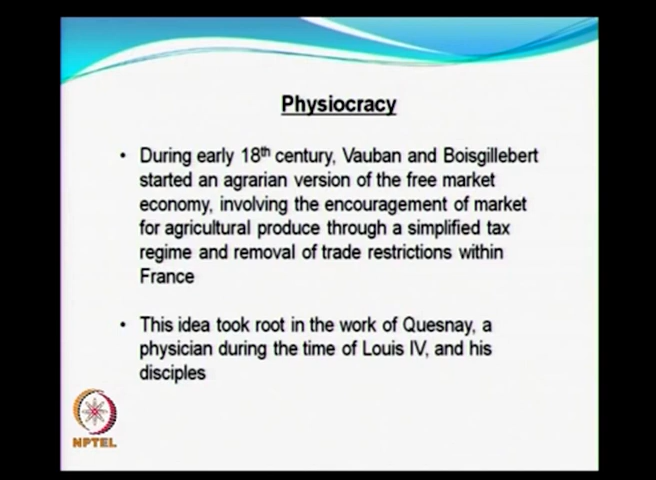 Physiocracy
• During early 18th century, Vauban and Boisgillebert
started an agrarian version of the free market
economy, involving the encouragement of market
for agricultural produce through a simplified tax
regime and removal of trade restrictions within
France
• This idea took root in the work of Quesnay, a
physician during the time of Louis IV, and his
disciples
NPTEL